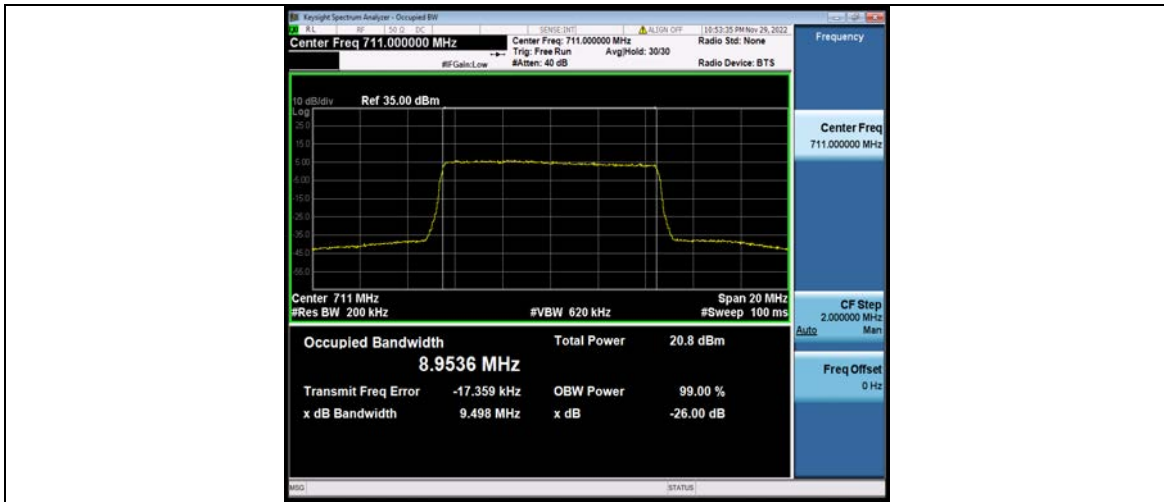 Keysight Spectrum Analyzer - Occupied BW
RL RF 50 Ω DC SENSE:INT ALIGN OFF 10:53:35 PM Nov 29, 2022
Center Freq 711.000000 MHz
Center Freq: 711.000000 MHz Radio Std: None
Trig: Free Run Avg|Hold: 30/30
#IFGain:Low #Atten: 40 dB Radio Device: BTS
Frequency
10 dB/div Ref 35.00 dBm
Log
25.0
15.0
5.00
-5.00
-15.0
-25.0
-35.0
-45.0
-55.0
Center Freq
711.000000 MHz
Center 711 MHz Span 20 MHz
#Res BW 200 kHz #VBW 620 kHz #Sweep 100 ms
CF Step
2.000000 MHz
Auto Man
Occupied Bandwidth Total Power 20.8 dBm
8.9536 MHz
Transmit Freq Error -17.359 kHz OBW Power 99.00 %
x dB Bandwidth 9.498 MHz x dB -26.00 dB
Freq Offset
0 Hz
MSG STATUS